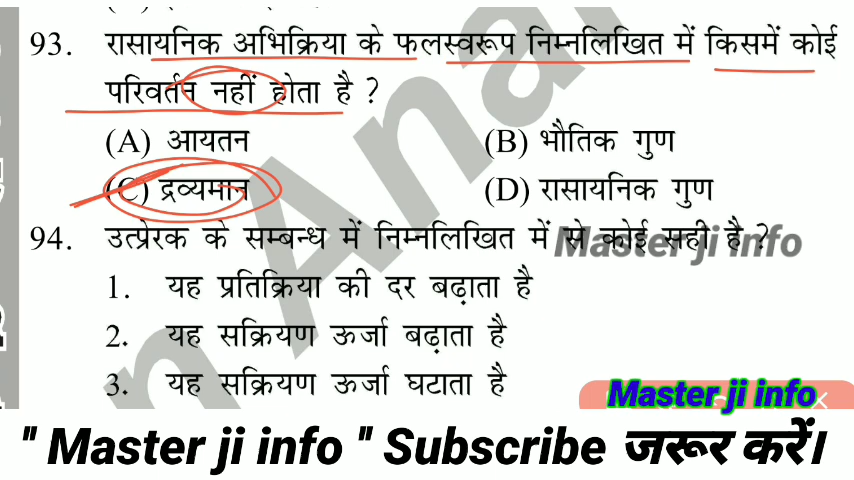 93. रासायनिक अभिक्रिया के फलस्वरूप निम्नलिखित में किसमें कोई
परिवर्तन नहीं होता है ?
(A) आयतन (B) भौतिक गुण
(C) द्रव्यमान (D) रासायनिक गुण
94. उत्प्रेरक के सम्बन्ध में निम्नलिखित में से कोई सही है ?
Master ji info
1. यह प्रतिक्रिया की दर बढ़ाता है
2. यह सक्रियण ऊर्जा बढ़ाता है
3. यह सक्रियण ऊर्जा घटाता है
Master ji info
" Master ji info " Subscribe जरूर करें।